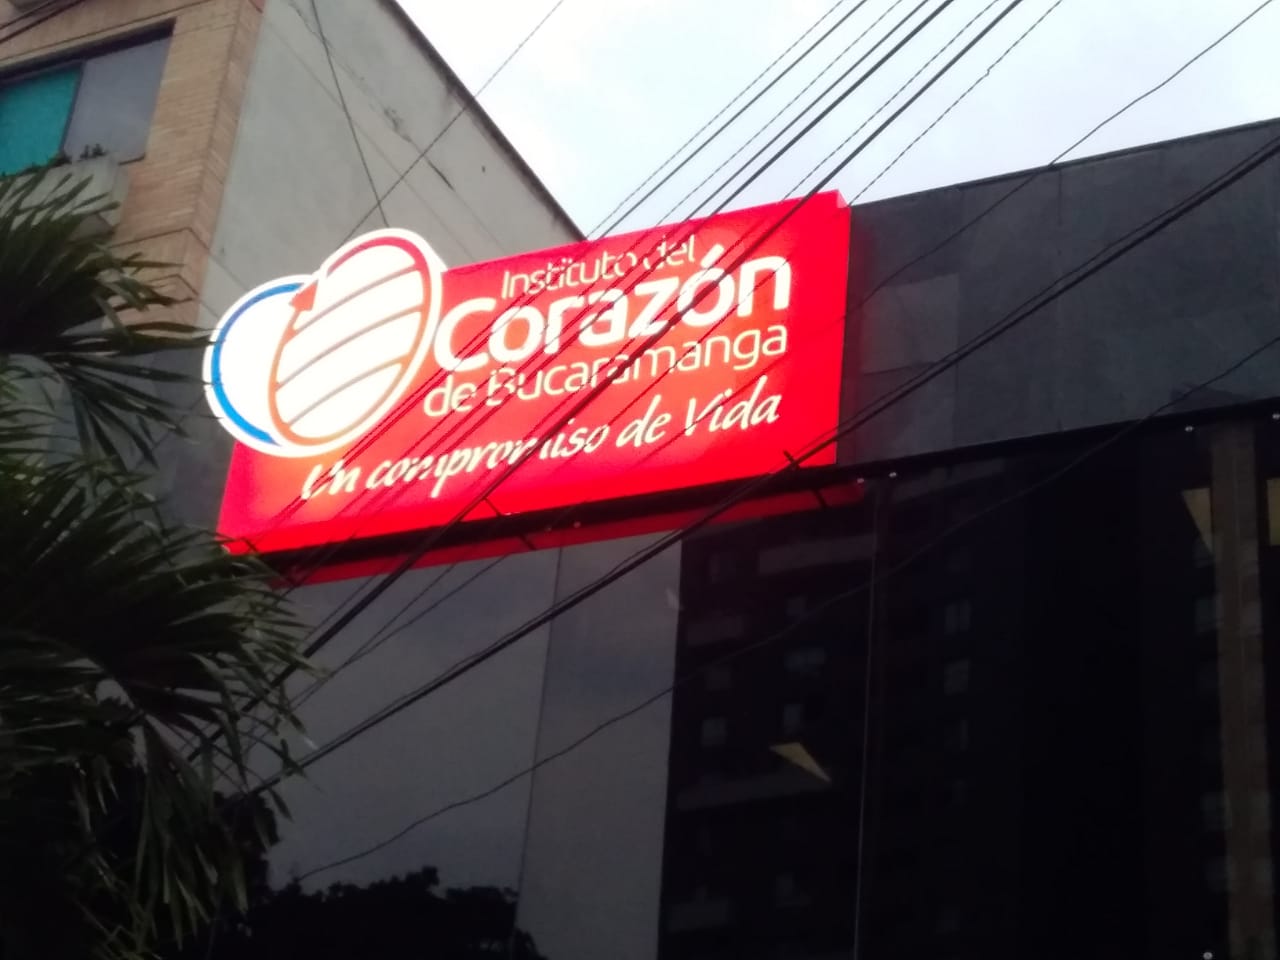 Instituto del
Corazón
de Bucaramanga
Un compromiso de Vida